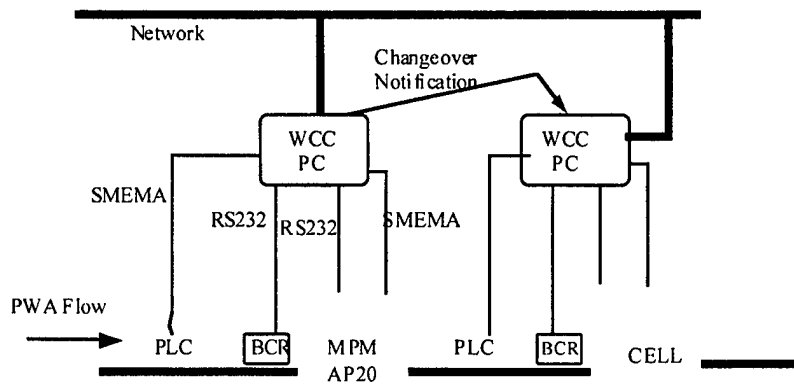 Network
Changeover
Notification
WCC
PC
WCC
PC
SMEMA
RS232
RS232
SMEMA
PWA Flow
PLC
BCR
MPM
AP20
PLC
BCR
CELL